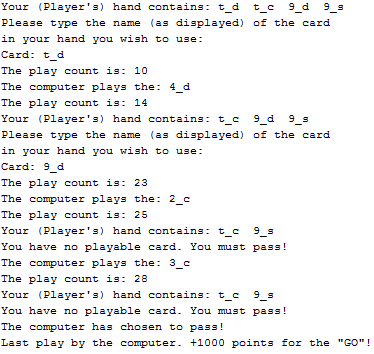 Your (Player's) hand contains: t_d  t_c  9_d  9_s
Please type the name (as displayed) of the card
in your hand you wish to use:
Card: t_d
The play count is: 10
The computer plays the: 4_d
The play count is: 14
Your (Player's) hand contains: t_c  9_d  9_s
Please type the name (as displayed) of the card
in your hand you wish to use:
Card: 9_d
The play count is: 23
The computer plays the: 2_c
The play count is: 25
Your (Player's) hand contains: t_c  9_s
You have no playable card. You must pass!
The computer plays the: 3_c
The play count is: 28
Your (Player's) hand contains: t_c  9_s
You have no playable card. You must pass!
The computer has chosen to pass!
Last play by the computer. +1000 points for the "GO"!